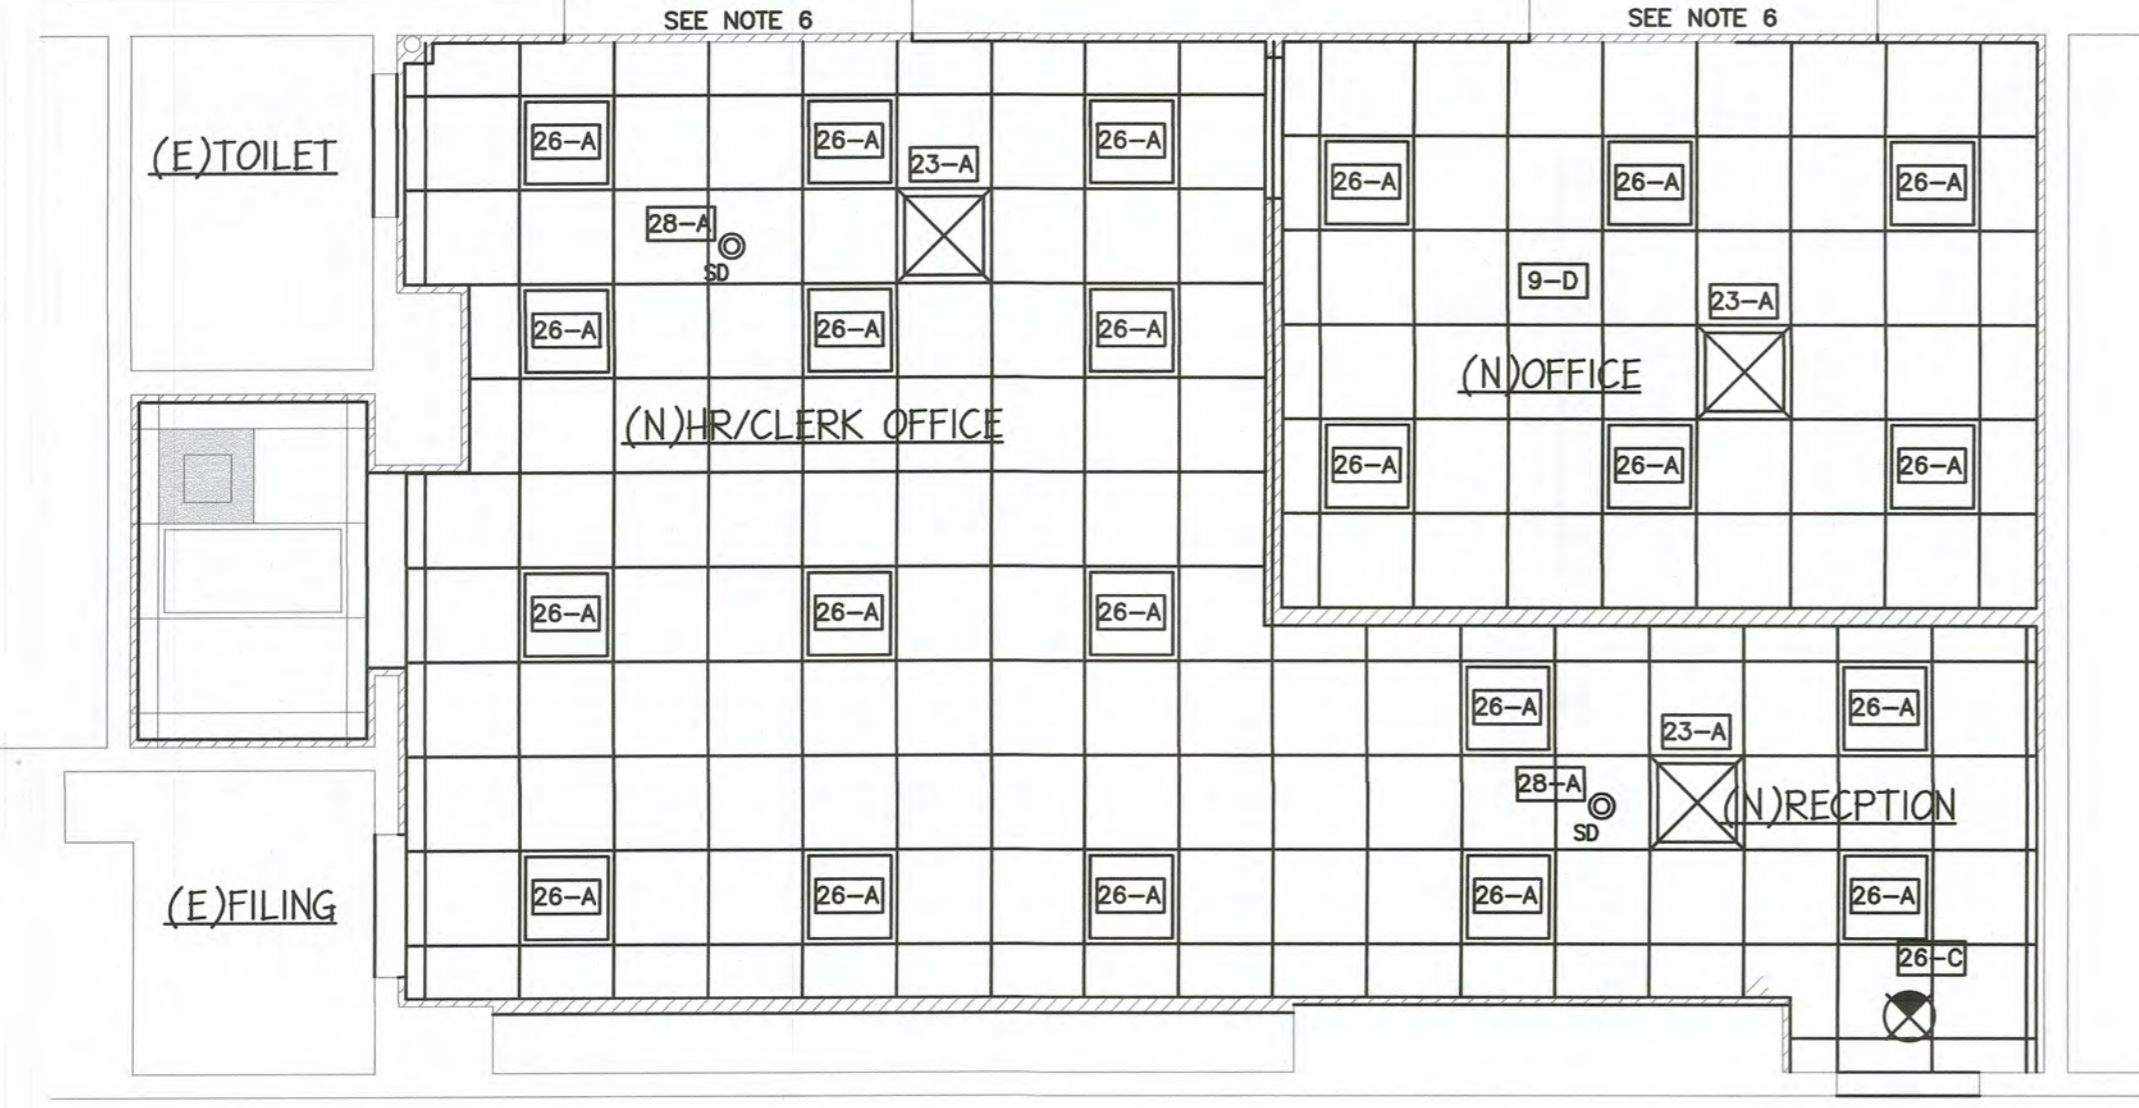 SEE NOTE 6
SEE NOTE 6
26-A
26-A
26-A
(E)TOILET
23-A
26-A
26-A
26-A
28-A
SD
9-D
23-A
26-A
26-A
26-A
(N)OFFICE
(N)HR/CLERK OFFICE
26-A
26-A
26-A
26-A
26-A
26-A
26-A
26-A
23-A
28-A
SD
(N)RECPTION
(E)FILING
26-A
26-A
26-A
26-A
26-A
26-C